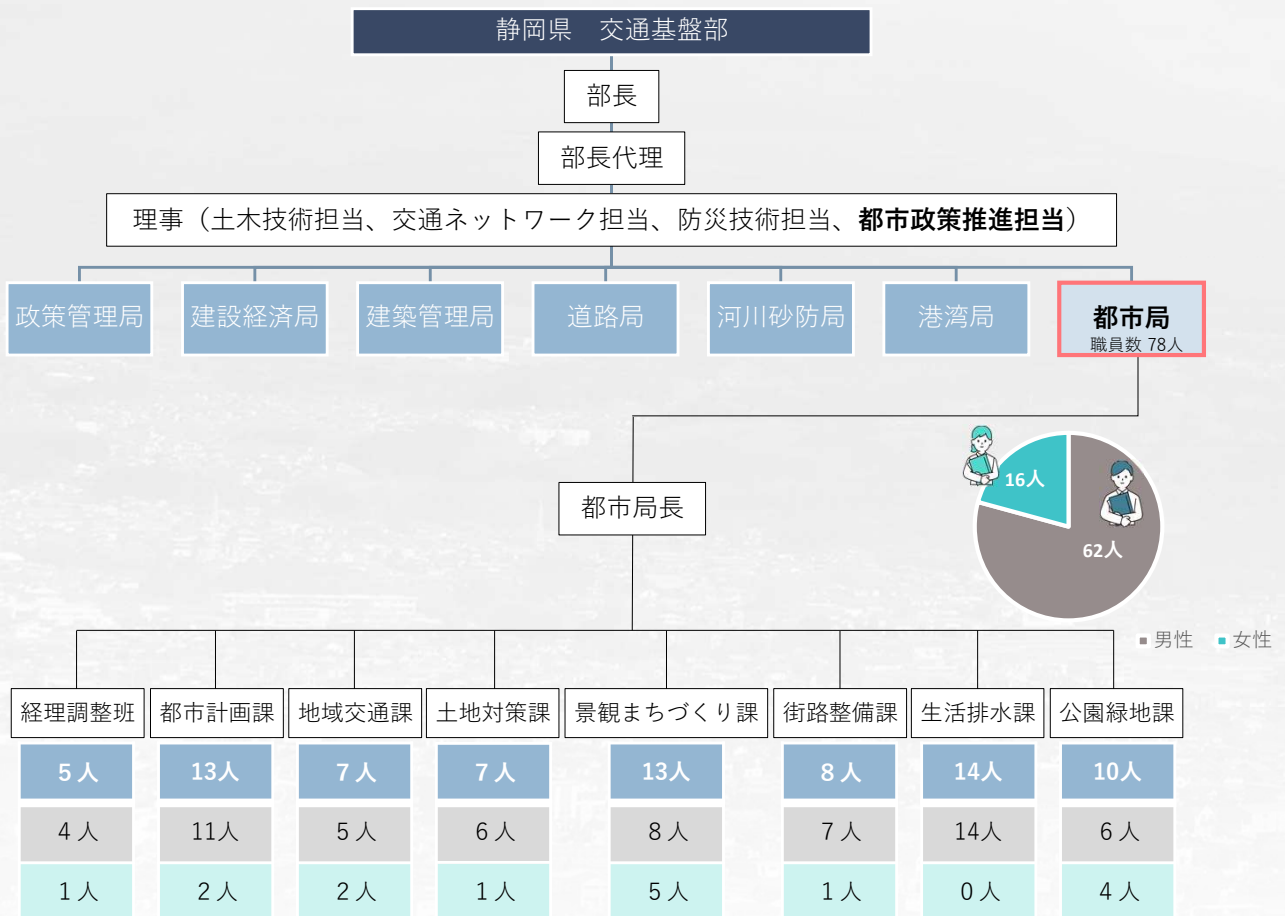 静岡県　交通基盤部
部長
部長代理
理事（土木技術担当、交通ネットワーク担当、防災技術担当、都市政策推進担当）
政策管理局
建設経済局
建築管理局
道路局
河川砂防局
港湾局
都市局
職員数 78人
16人
62人
都市局長
男性
女性
経理調整班
都市計画課
地域交通課
土地対策課
景観まちづくり課
街路整備課
生活排水課
公園緑地課
5人
13人
7人
7人
13人
8人
14人
10人
4人
11人
5人
6人
8人
7人
14人
6人
1人
2人
2人
1人
5人
1人
0人
4人